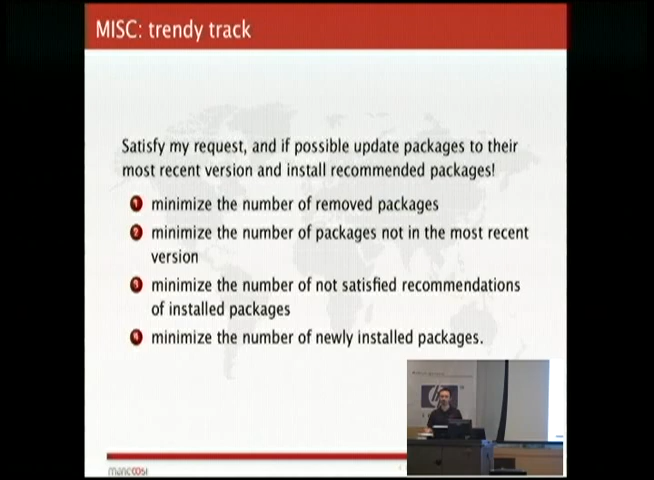 MISC: trendy track
Satisfy my request, and if possible update packages to their
most recent version and install recommended packages!
1 minimize the number of removed packages
2 minimize the number of packages not in the most recent
version
3 minimize the number of not satisfied recommendations
of installed packages
4 minimize the number of newly installed packages.
mancoosi